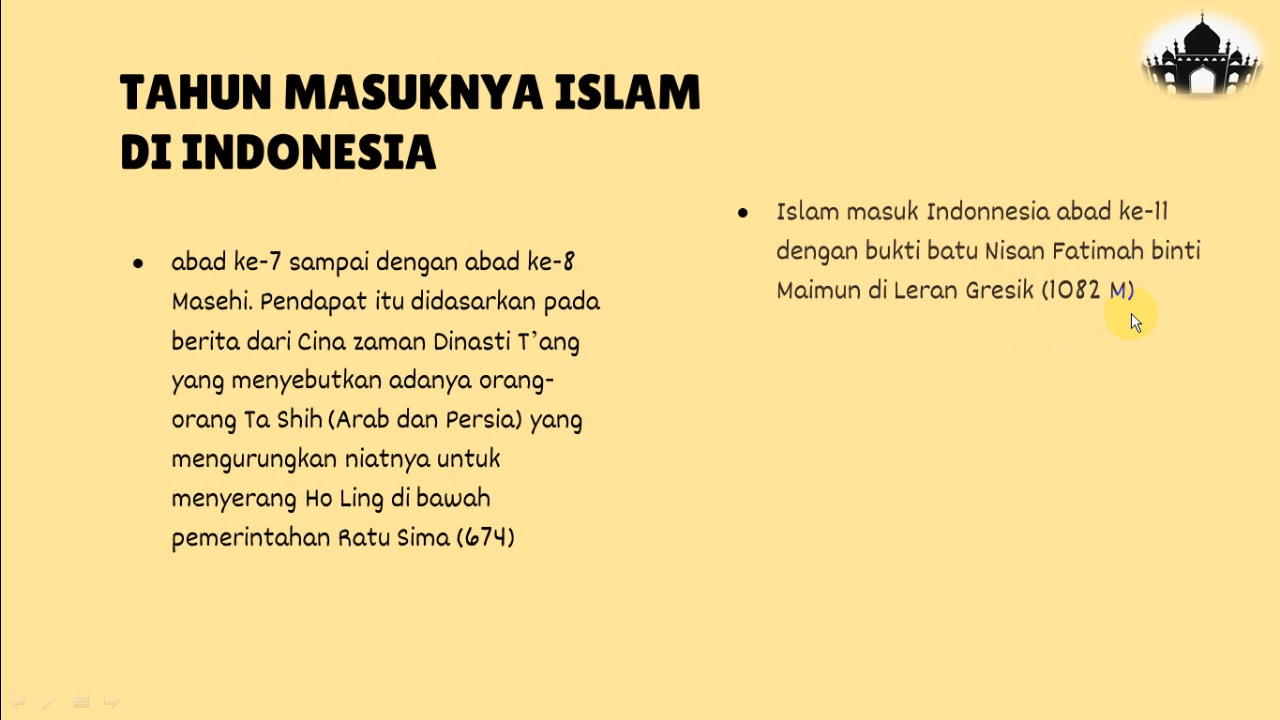 TAHUN MASUKNYA ISLAM
DI INDONESIA
abad ke-7 sampai dengan abad ke-8
Masehi. Pendapat itu didasarkan pada
berita dari Cina zaman Dinasti T’ang
yang menyebutkan adanya orang-
orang Ta Shih (Arab dan Persia) yang
mengurungkan niatnya untuk
menyerang Ho Ling di bawah
pemerintahan Ratu Sima (674)
Islam masuk Indonnesia abad ke-11
dengan bukti batu Nisan Fatimah binti
Maimun di Leran Gresik (1082 M)